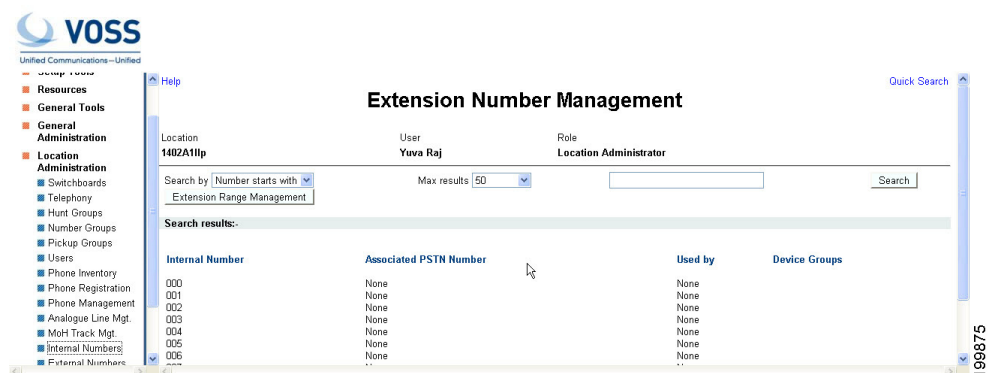 VOSS
Unified Communications—Unified
Setup Tools
Resources
General Tools
General
Administration
Location
Administration
Switchboards
Telephony
Hunt Groups
Number Groups
Pickup Groups
Users
Phone Inventory
Phone Registration
Phone Management
Analogue Line Mgt.
MoH Track Mgt.
Internal Numbers
External Numbers
Help
Quick Search
Extension Number Management
Location User Role
1402A1llp Yuva Raj Location Administrator
Search by Number starts with Max results 50 Search
Extension Range Management
Search results:-
Internal Number Associated PSTN Number Used by Device Groups
000 None None
001 None None
002 None None
003 None None
004 None None
005 None None
006 None None
199875